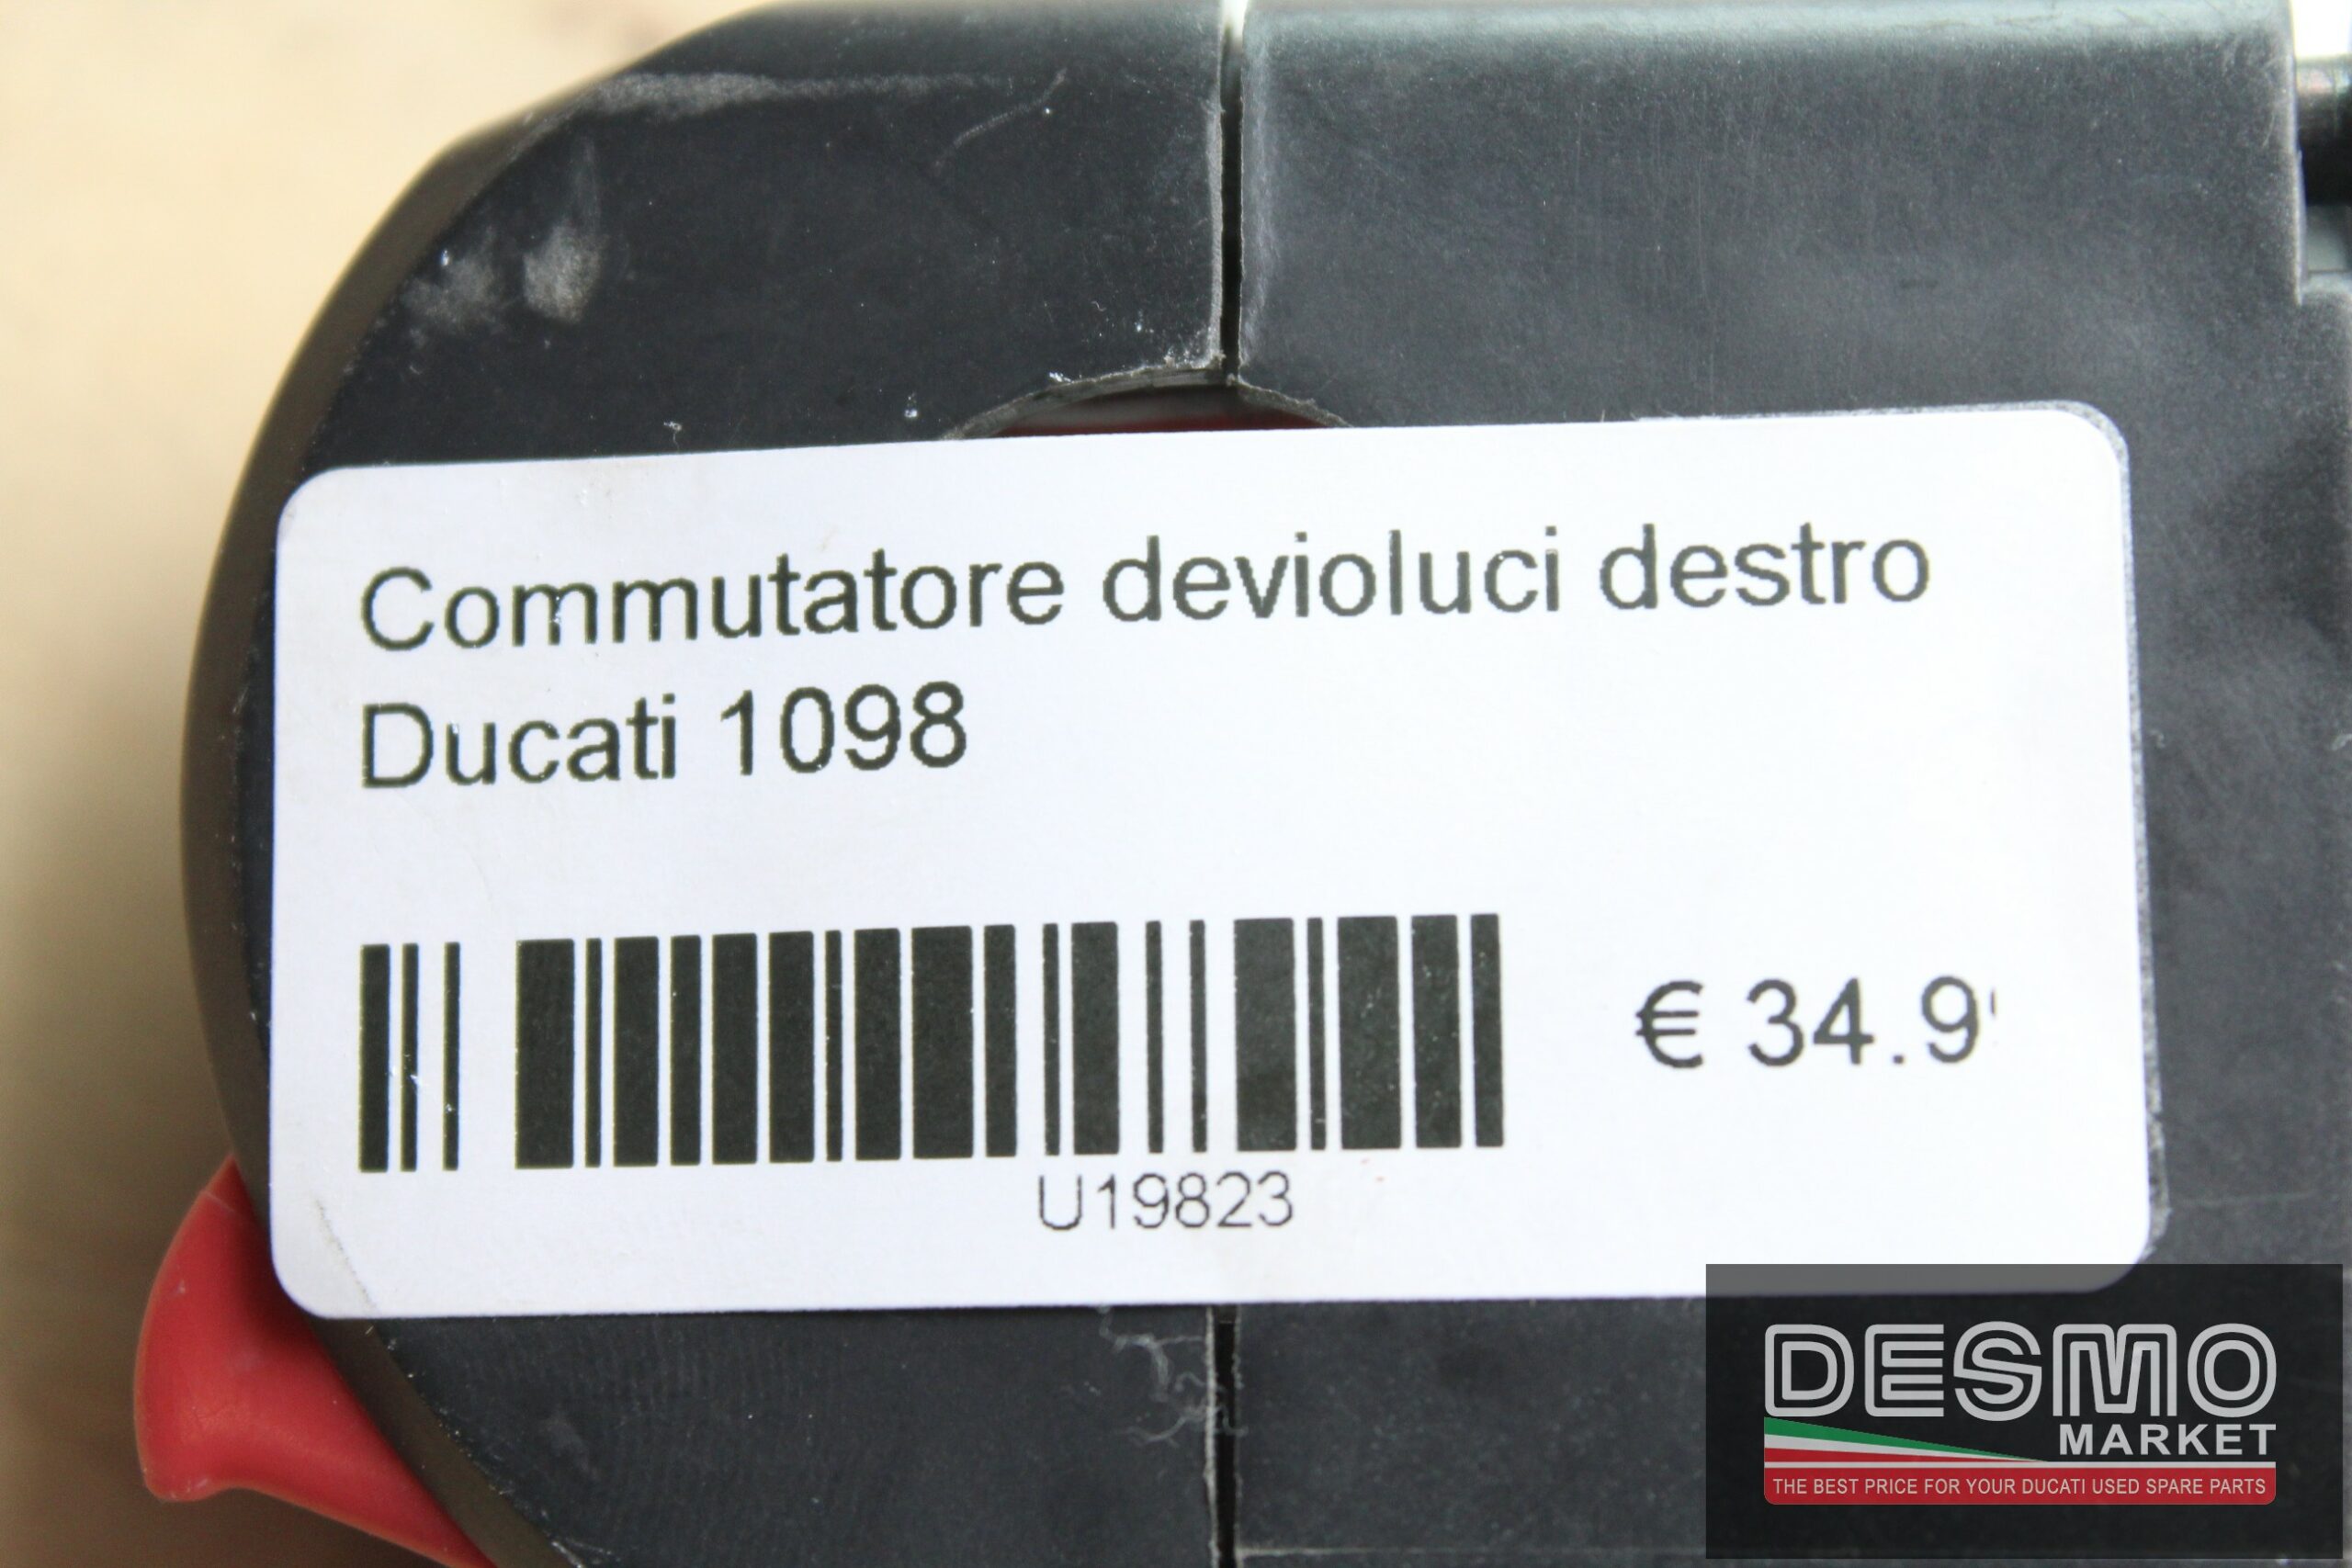 Commutatore devioluci destro
Ducati 1098
€ 34.9
U19823
DESMO
MARKET
THE BEST PRICE FOR YOUR DUCATI USED SPARE PARTS